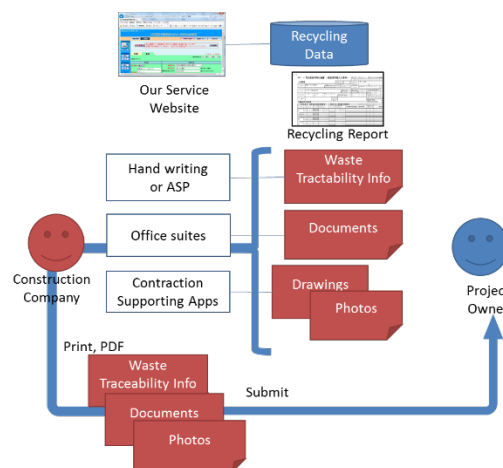 Recycling
Data
Our Service
Website
Recycling Report
Hand writing
or ASP
Waste
Tractability Info
Office suites
Documents
Construction
Company
Contraction
Supporting Apps
Drawings
Photos
Project
Owne
Print, PDF
Waste
Traceability Info
Submit
Documents
Photos